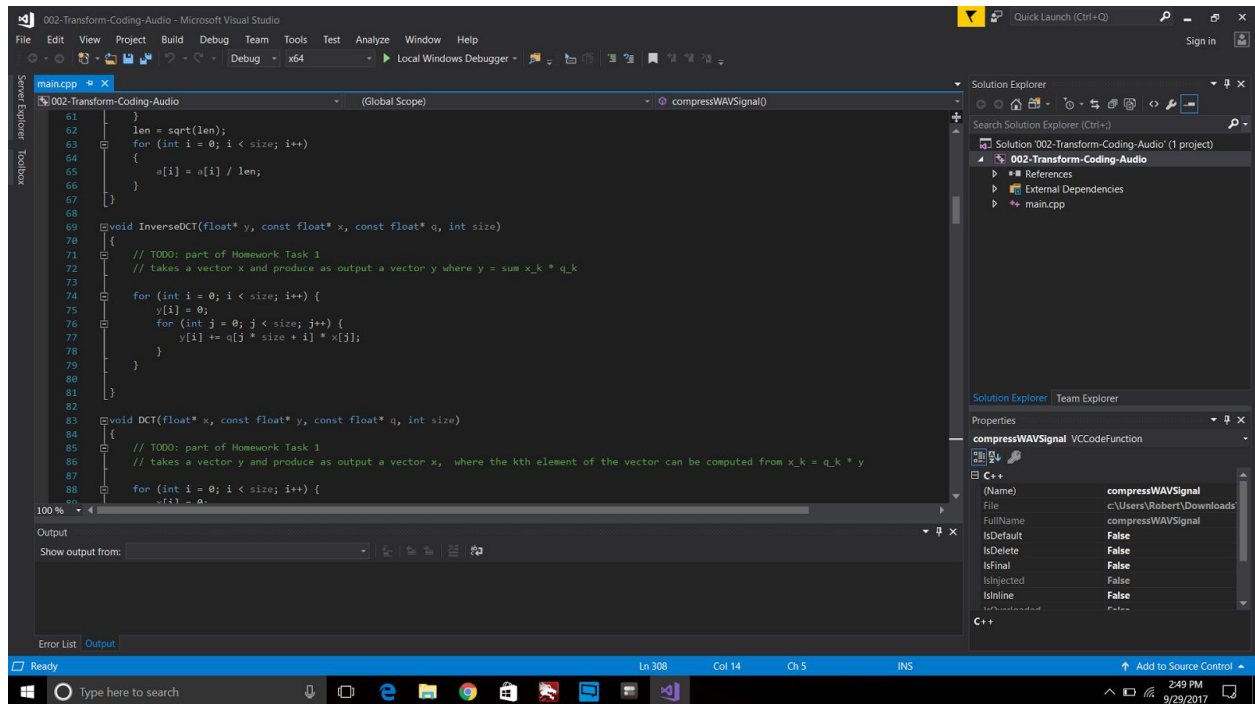 002-Transform-Coding-Audio - Microsoft Visual Studio
Quick Launch (Ctrl+Q)
File Edit View Project Build Debug Team Tools Test Analyze Window Help
Sign in
Debug x64 Local Windows Debugger
Server Explorer
Toolbox
main.cpp
002-Transform-Coding-Audio (Global Scope) compressWAVSignal()
61 }
62 len = sqrt(len);
63 for (int i = 0; i < size; i++)
64 {
65 a[i] = a[i] / len;
66 }
67 }
68
69 void InverseDCT(float* y, const float* x, const float* q, int size)
70 {
71 // TODO: part of Homework Task 1
72 // takes a vector x and produce as output a vector y where y = sum x_k * q_k
73
74 for (int i = 0; i < size; i++) {
75 y[i] = 0;
76 for (int j = 0; j < size; j++) {
77 y[i] += q[j * size + i] * x[j];
78 }
79 }
80
81 }
82
83 void DCT(float* x, const float* y, const float* q, int size)
84 {
85 // TODO: part of Homework Task 1
86 // takes a vector y and produce as output a vector x, where the kth element of the vector can be computed from x_k = q_k * y
87
88 for (int i = 0; i < size; i++) {
100 %
Output
Show output from:
Error List Output
Solution Explorer
Search Solution Explorer (Ctrl+;)
Solution '002-Transform-Coding-Audio' (1 project)
002-Transform-Coding-Audio
References
External Dependencies
main.cpp
Solution Explorer Team Explorer
Properties
compressWAVSignal VCCodeFunction
C++
(Name) compressWAVSignal
File c:\Users\Robert\Downloads
FullName compressWAVSignal
IsDefault False
IsDelete False
IsFinal False
IsInjected False
IsInline False
C++
Ready Ln 308 Col 14 Ch 5 INS Add to Source Control
Type here to search
2:49 PM
9/29/2017